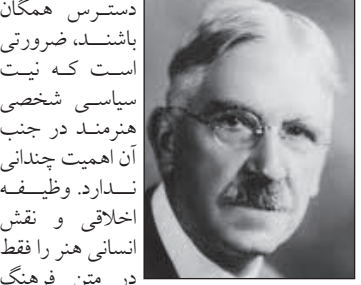 دسترس همگان
باشند، ضرورتی
است که نیت
سیاسی شخصی
هنرمند در جنب
آن اهمیت چندانی
ندارد. وظیفه
اخلاقی و نقش
انسانی هنر را فقط
در متن فرهنگ